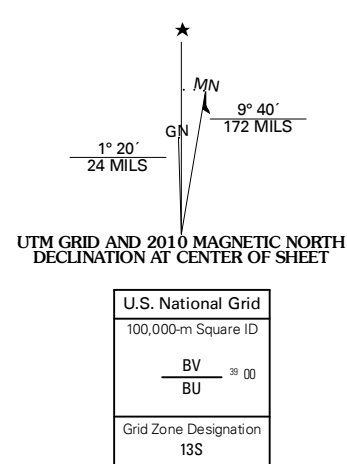 ★
MN
9° 40´
172 MILS
GN
1° 20´
24 MILS
UTM GRID AND 2010 MAGNETIC NORTH
DECLINATION AT CENTER OF SHEET
U.S. National Grid
100,000-m Square ID
BV
39 00
BU
Grid Zone Designation
13S